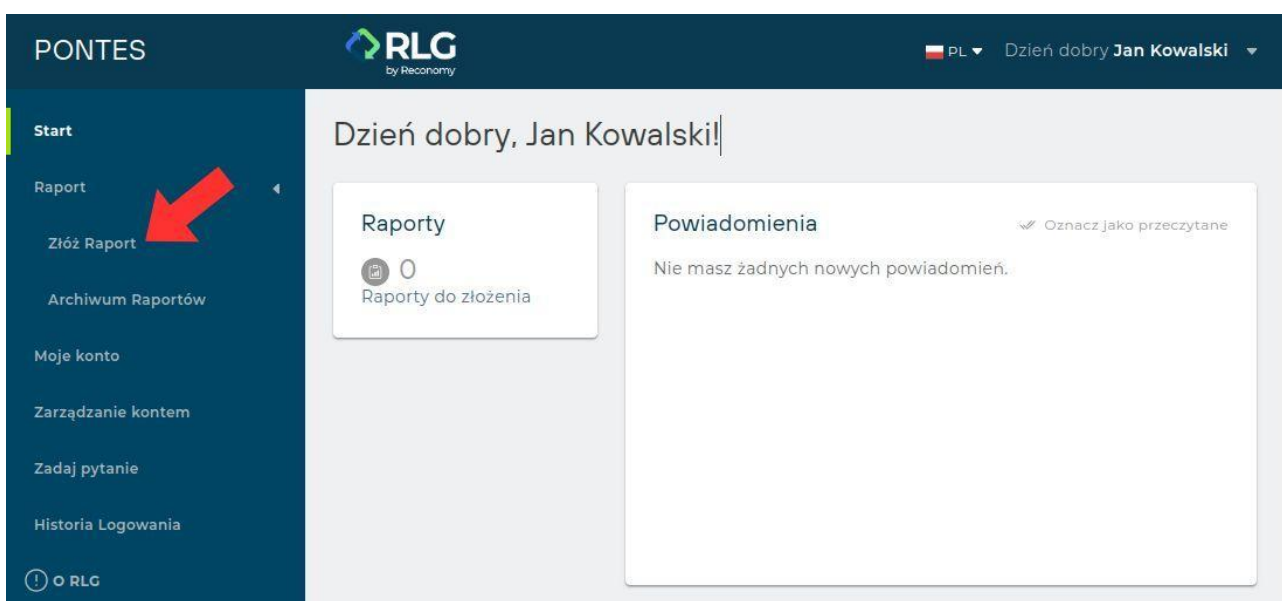 PONTES
RLG
by Reconomy
PL
Dzień dobry Jan Kowalski
Start
Raport
Złóż Raport
Archiwum Raportów
Moje konto
Zarządzanie kontem
Zadaj pytanie
Historia Logowania
O RLG
Dzień dobry, Jan Kowalski!
Raporty
0
Raporty do złożenia
Powiadomienia
Oznacz jako przeczytane
Nie masz żadnych nowych powiadomień.